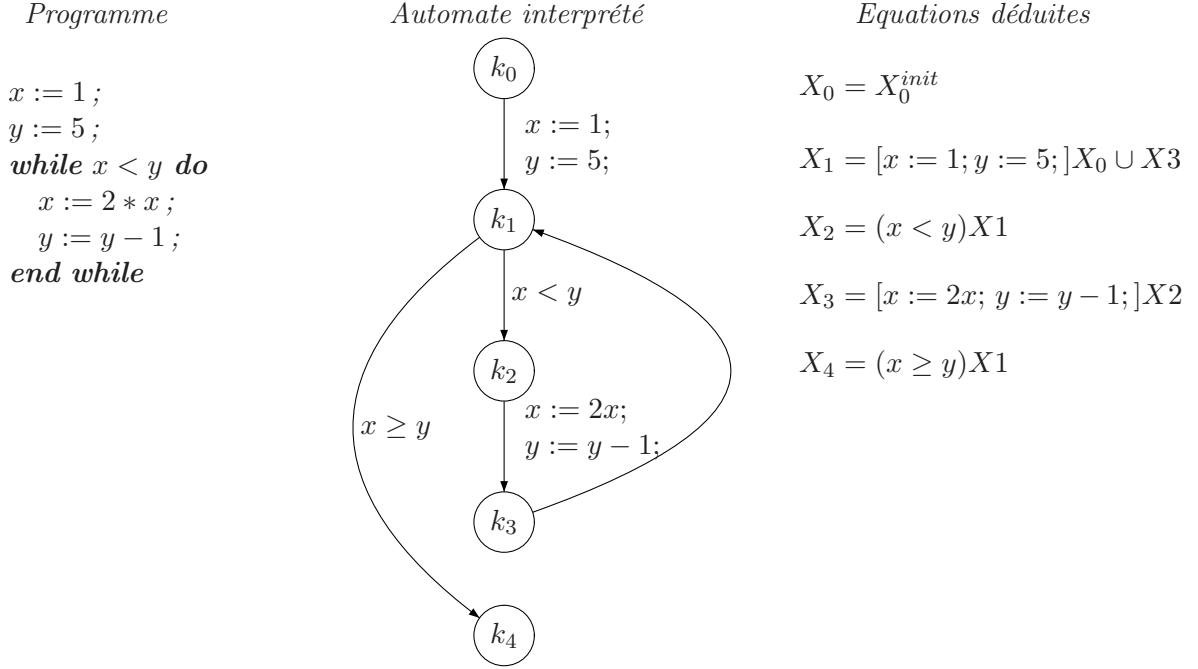 Programme
Automate interprété
Equations déduites
x := 1 ;
y := 5 ;
while x < y do
x := 2 ∗ x ;
y := y − 1 ;
end while
k₀
x := 1;
y := 5;
k₁
x < y
k₂
x := 2x;
y := y − 1;
x ≥ y
k₃
k₄
X₀ = X₀^{init}
X₁ = [x := 1; y := 5; ]X₀ ∪ X3
X₂ = (x < y)X1
X₃ = [x := 2x; y := y − 1; ]X2
X₄ = (x ≥ y)X1